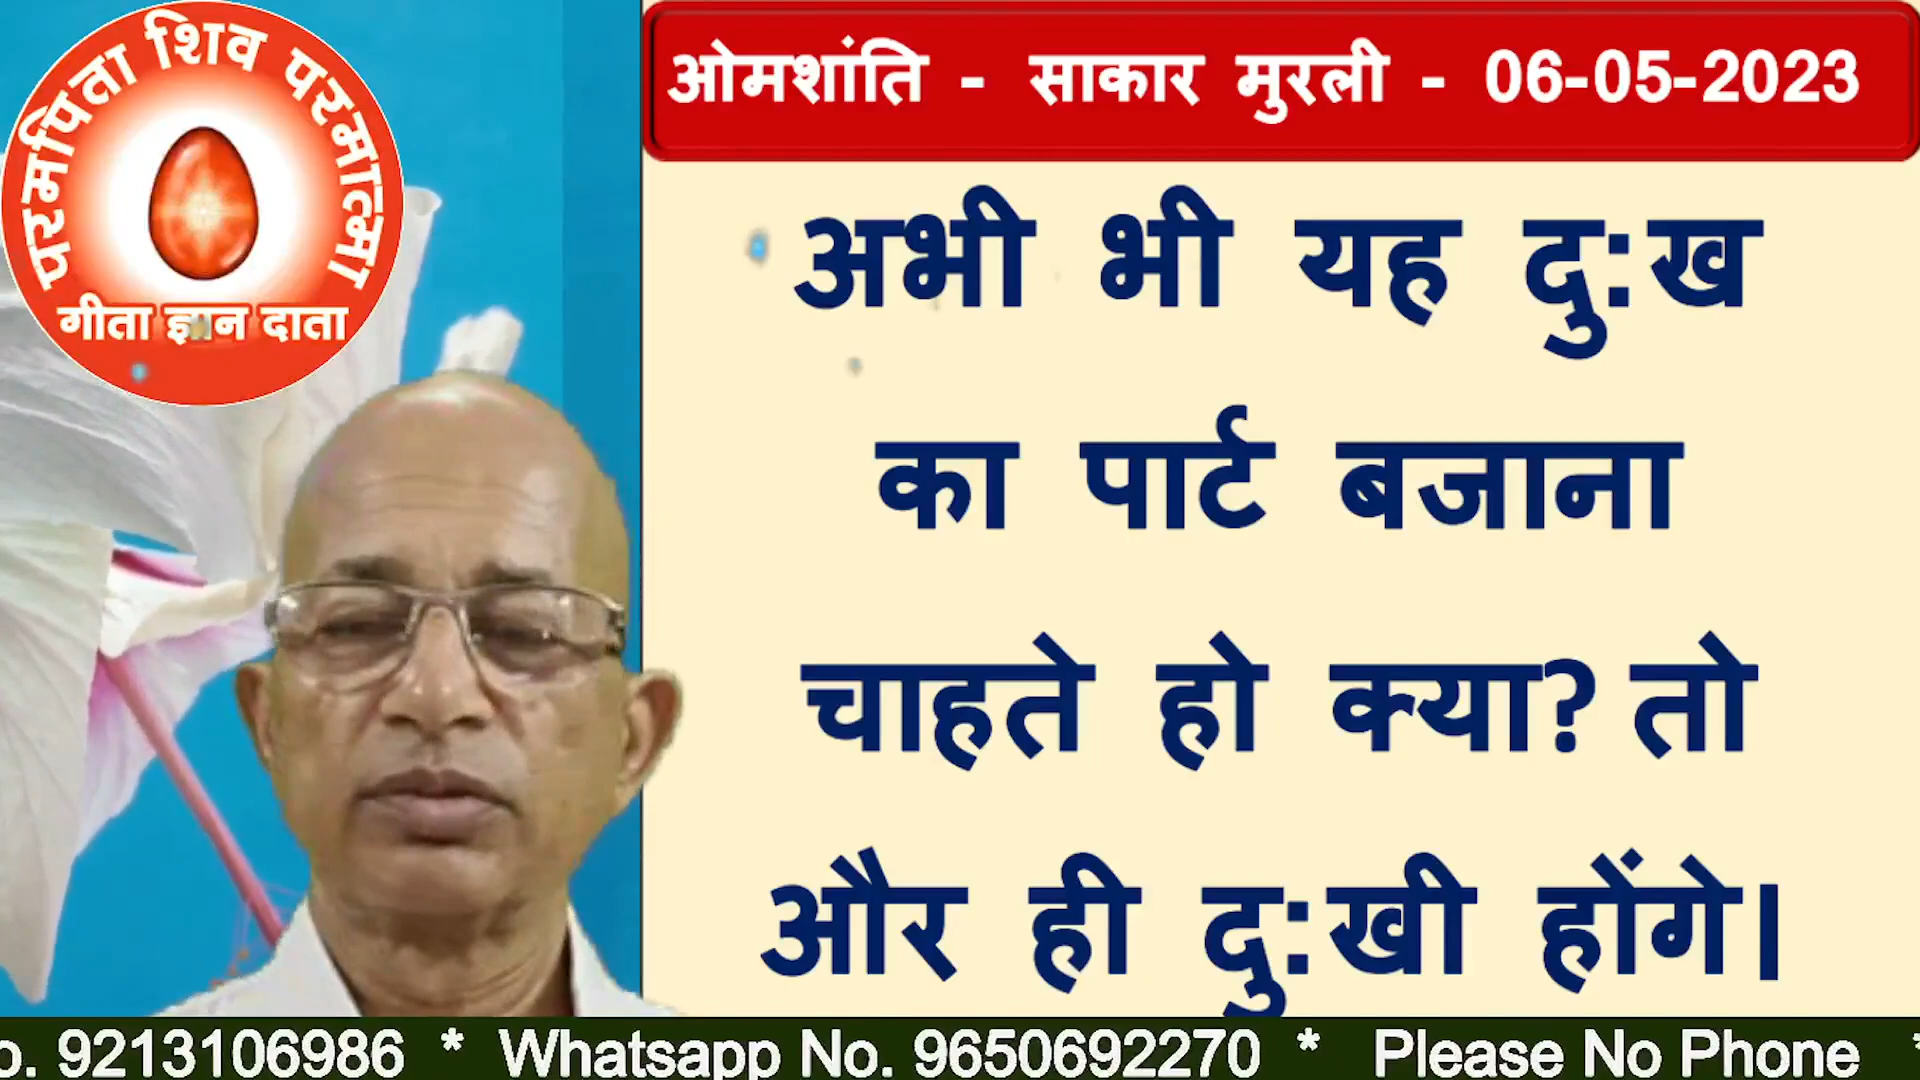 परमपिता शिव परमात्मा
गीता ज्ञान दाता
ओमशांति - साकार मुरली - 06-05-2023
अभी भी यह दु:ख
का पार्ट बजाना
चाहते हो क्या? तो
और ही दु:खी होंगे।
o. 9213106986 * Whatsapp No. 9650692270 * Please No Phone *